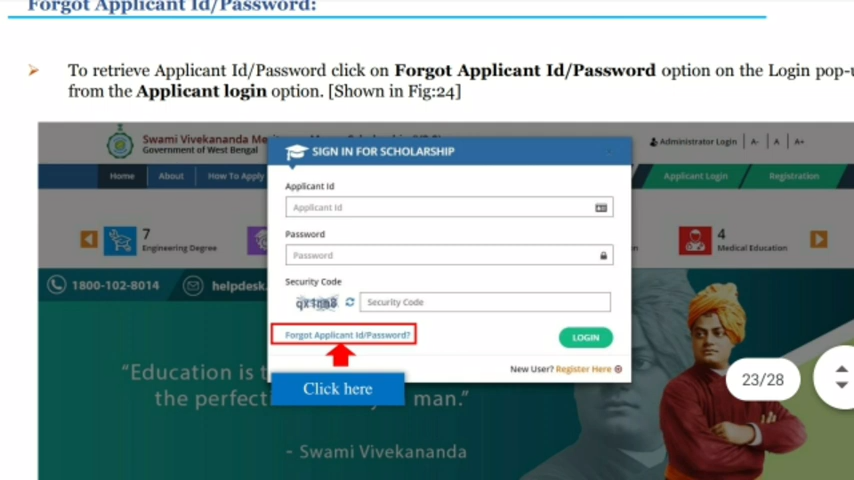 Forgot Applicant Id/Password:
To retrieve Applicant Id/Password click on Forgot Applicant Id/Password option on the Login pop-u
from the Applicant login option. [Shown in Fig:24]
Swami Vivekananda
Government of West Bengal
Administrator Login | A- | A | A+
Home
About
How To Apply
Applicant Login
Registration
SIGN IN FOR SCHOLARSHIP
Applicant Id
Applicant Id
Password
Password
Security Code
Security Code
Forgot Applicant Id/Password?
LOGIN
Click here
New User? Register Here
7
Engineering Degree
4
Medical Education
1800-102-8014
helpdesk.
"Education is t
the perfect
man."
- Swami Vivekananda
23/28